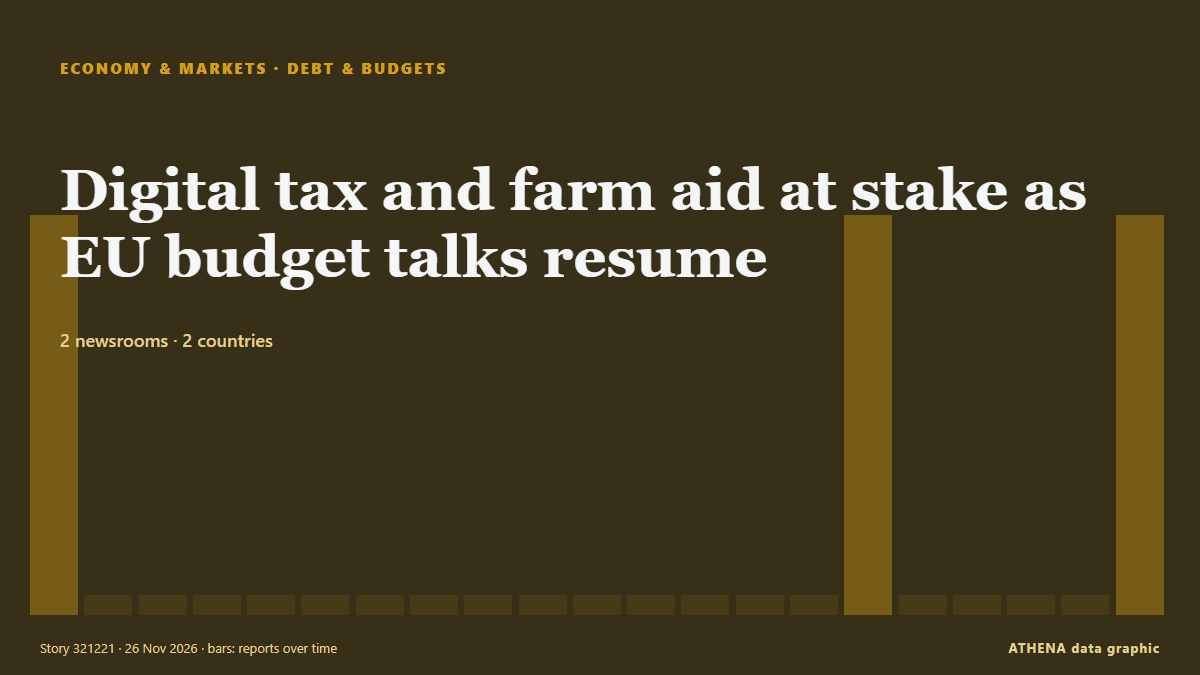 ECONOMY & MARKETS · DEBT & BUDGETS
Digital tax and farm aid at stake as
EU budget talks resume
2 newsrooms · 2 countries
Story 321221 · 26 Nov 2026 · bars: reports over time
ATHENA data graphic